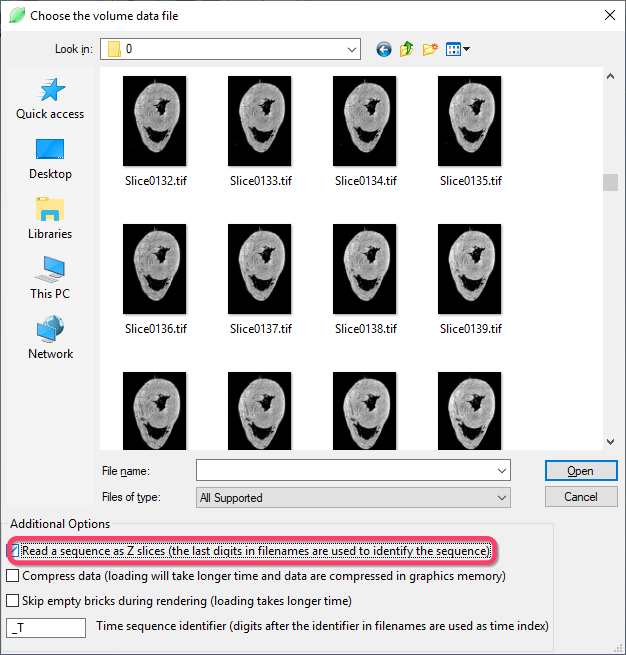 Choose the volume data file
Look in: 0
Quick access
Desktop
Libraries
This PC
Network
Slice0132.tif Slice0133.tif Slice0134.tif Slice0135.tif
Slice0136.tif Slice0137.tif Slice0138.tif Slice0139.tif
File name: Open
Files of type: All Supported Cancel
Additional Options
Read a sequence as Z slices (the last digits in filenames are used to identify the sequence)
Compress data (loading will take longer time and data are compressed in graphics memory)
Skip empty bricks during rendering (loading takes longer time)
_T Time sequence identifier (digits after the identifier in filenames are used as time index)